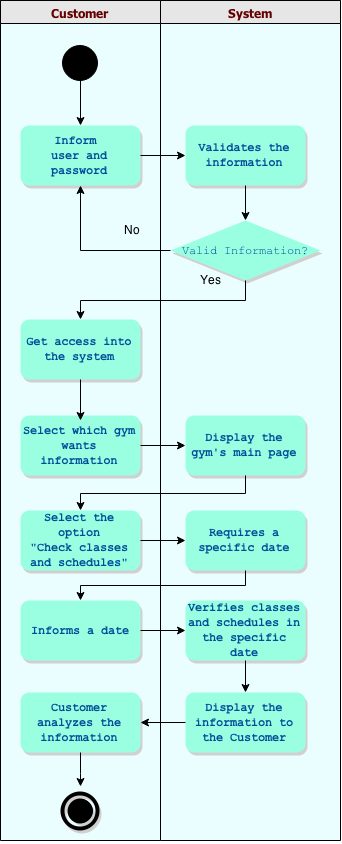 Customer
System
Inform
user and
password
Validates the
information
No
Valid Information?
Yes
Get access into
the system
Select which gym
wants
information
Display the
gym's main page
Select the
option
"Check classes
and schedules"
Requires a
specific date
Informs a date
Verifies classes
and schedules in
the specific
date
Customer
analyzes the
information
Display the
information to
the Customer